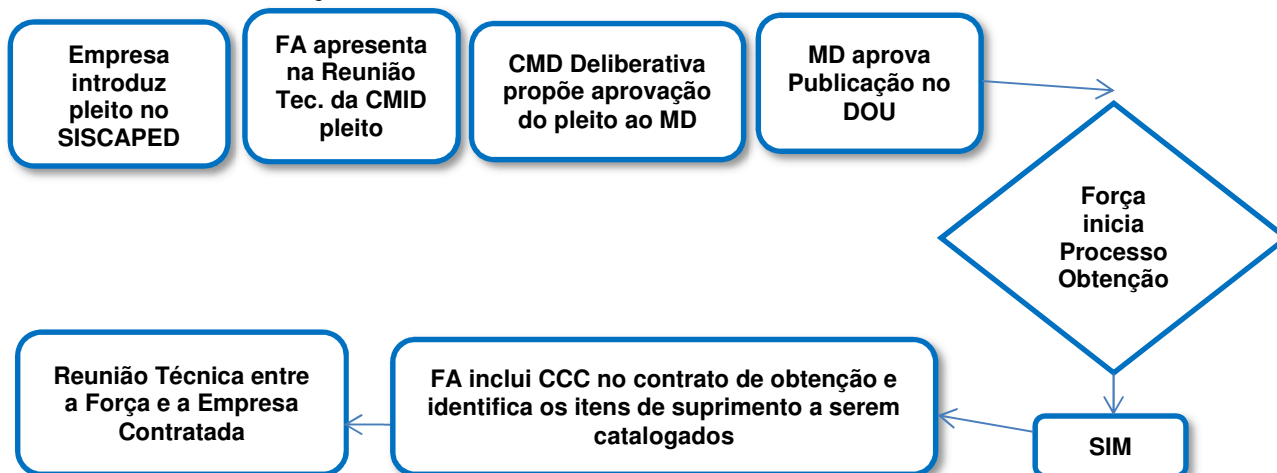 Empresa
introduz
pleito no
SISCAPED
FA apresenta
na Reunião
Tec. da CMID
pleito
CMD Deliberativa
propõe aprovação
do pleito ao MD
MD aprova
Publicação no
DOU
Força
inicia
Processo
Obtenção
SIM
FA inclui CCC no contrato de obtenção e
identifica os itens de suprimento a serem
catalogados
Reunião Técnica entre
a Força e a Empresa
Contratada